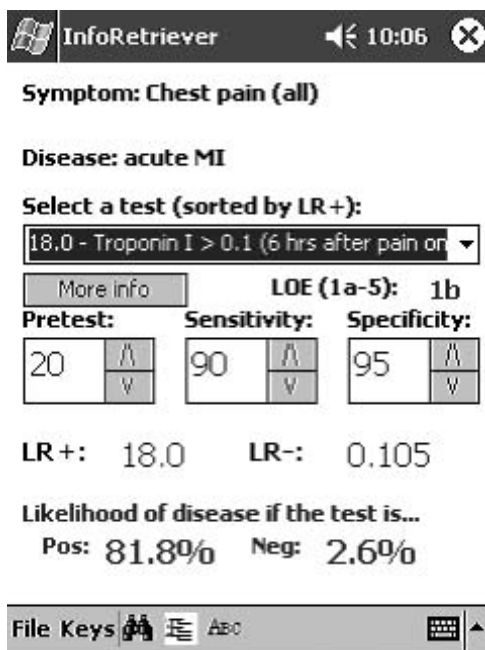 InfoRetriever 10:06
Symptom: Chest pain (all)
Disease: acute MI
Select a test (sorted by LR+):
18.0 - Troponin I > 0.1 (6 hrs after pain on
More info LOE (1a-5): 1b
Pretest: Sensitivity: Specificity:
20 90 95
LR+: 18.0 LR-: 0.105
Likelihood of disease if the test is...
Pos: 81.8% Neg: 2.6%
File Keys ABC